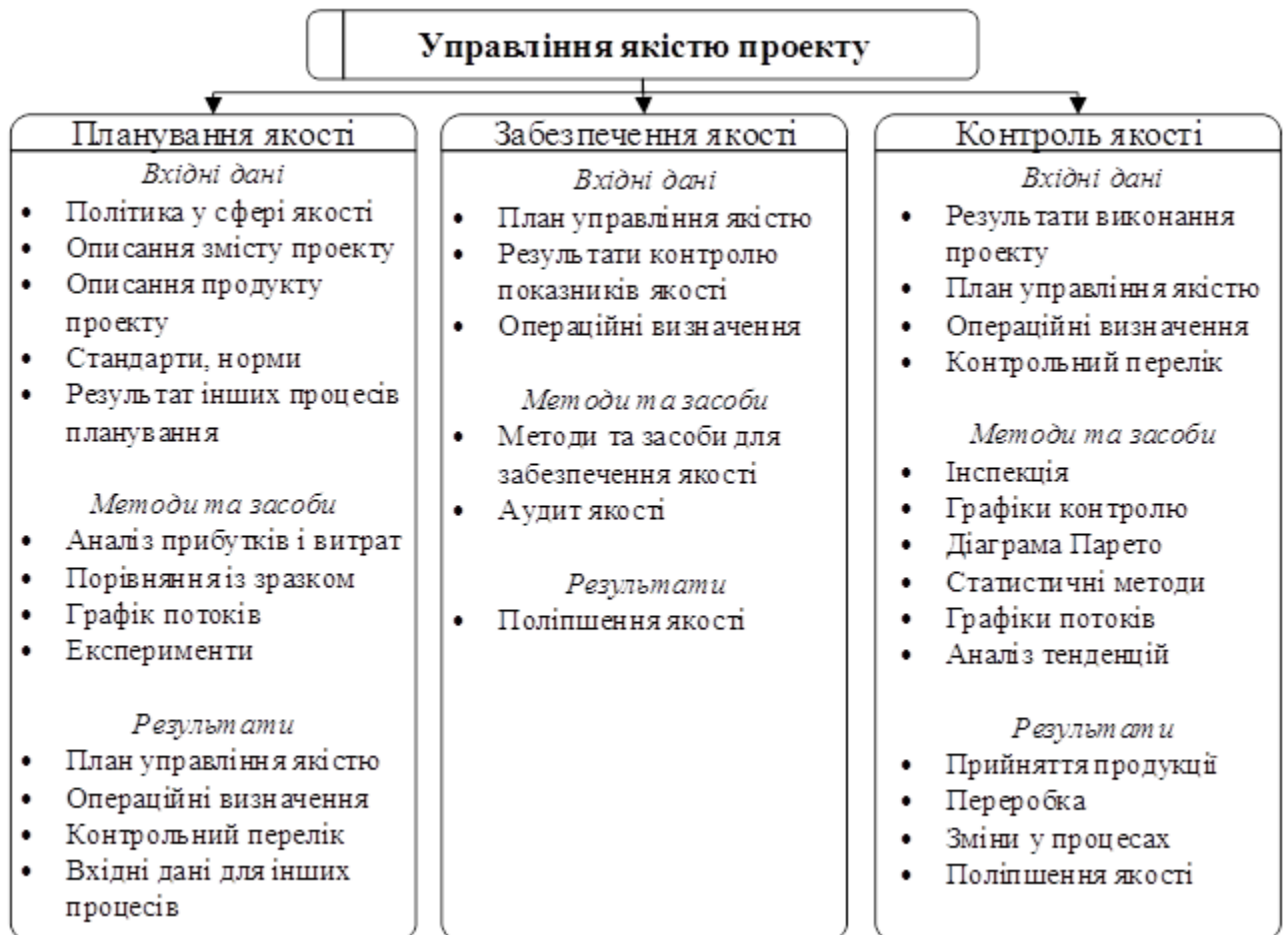 Управління якістю проекту
Планування якості
Вхідні дані
• Політика у сфері якості
• Описання змісту проекту
• Описання продукту
проекту
• Стандарти, норми
• Результат інших процесів
планування
Методи та засоби
• Аналіз прибутків і витрат
• Порівняння із зразком
• Графік потоків
• Експерименти
Результати
• План управління якістю
• Операційні визначення
• Контрольний перелік
• Вхідні дані для інших
процесів
Забезпечення якості
Вхідні дані
• План управління якістю
• Результати контролю
показників якості
• Операційні визначення
Методи та засоби
• Методи та засоби для
забезпечення якості
• Аудит якості
Результати
• Поліпшення якості
Контроль якості
Вхідні дані
• Результати виконання
проекту
• План управління якістю
• Операційні визначення
• Контрольний перелік
Методи та засоби
• Інспекція
• Графіки контролю
• Діаграма Парето
• Статистичні методи
• Графіки потоків
• Аналіз тенденцій
Результати
• Прийняття продукції
• Переробка
• Зміни у процесах
• Поліпшення якості